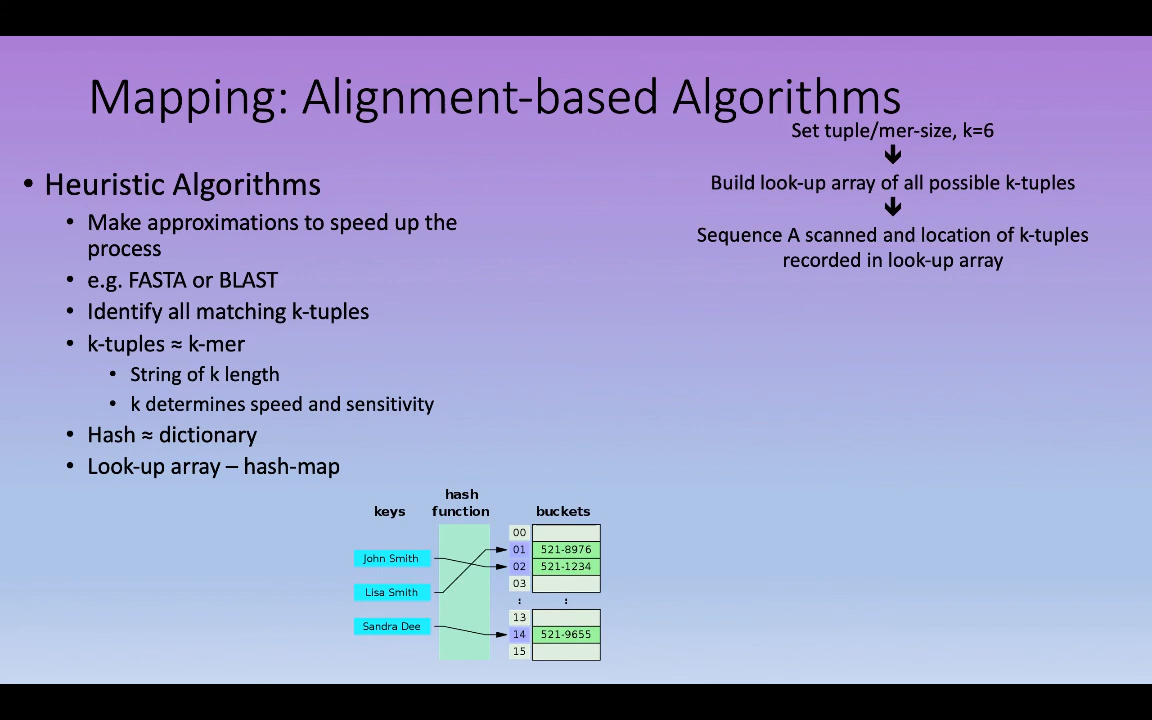 Mapping: Alignment-based Algorithms
• Heuristic Algorithms
• Make approximations to speed up the
process
• e.g. FASTA or BLAST
• Identify all matching k-tuples
• k-tuples ≈ k-mer
• String of k length
• k determines speed and sensitivity
• Hash ≈ dictionary
• Look-up array – hash-map
Set tuple/mer-size, k=6
🡻
Build look-up array of all possible k-tuples
🡻
Sequence A scanned and location of k-tuples
recorded in look-up array
keys
hash
function
buckets
John Smith
Lisa Smith
Sandra Dee
00
01 521-8976
02 521-1234
03
: :
13
14 521-9655
15